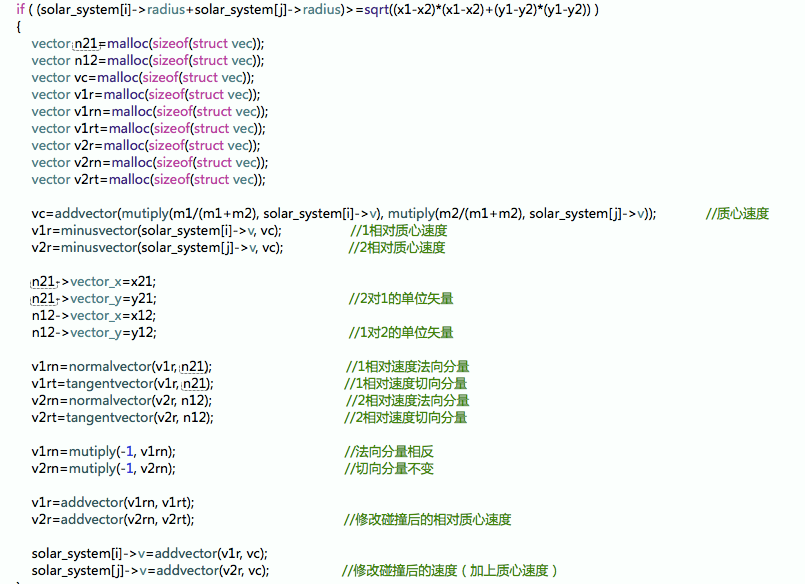 if ( (solar_system[i]->radius+solar_system[j]->radius)>=sqrt((x1-x2)*(x1-x2)+(y1-y2)*(y1-y2)) )
{
vector n21=malloc(sizeof(struct vec));
vector n12=malloc(sizeof(struct vec));
vector vc=malloc(sizeof(struct vec));
vector v1r=malloc(sizeof(struct vec));
vector v1rn=malloc(sizeof(struct vec));
vector v1rt=malloc(sizeof(struct vec));
vector v2r=malloc(sizeof(struct vec));
vector v2rn=malloc(sizeof(struct vec));
vector v2rt=malloc(sizeof(struct vec));
vc=addvector(mutiply(m1/(m1+m2), solar_system[i]->v), mutiply(m2/(m1+m2), solar_system[j]->v)); //质心速度
v1r=minusvector(solar_system[i]->v, vc); //1相对质心速度
v2r=minusvector(solar_system[j]->v, vc); //2相对质心速度
n21->vector_x=x21;
n21->vector_y=y21; //2对1的单位矢量
n12->vector_x=x12;
n12->vector_y=y12; //1对2的单位矢量
v1rn=normalvector(v1r, n21); //1相对速度法向分量
v1rt=tangentvector(v1r, n21); //1相对速度切向分量
v2rn=normalvector(v2r, n12); //2相对速度法向分量
v2rt=tangentvector(v2r, n12); //2相对速度切向分量
v1rn=mutiply(-1, v1rn); //法向分量相反
v2rn=mutiply(-1, v2rn); //切向分量不变
v1r=addvector(v1rn, v1rt);
v2r=addvector(v2rn, v2rt); //修改碰撞后的相对质心速度
solar_system[i]->v=addvector(v1r, vc);
solar_system[j]->v=addvector(v2r, vc); //修改碰撞后的速度（加上质心速度）